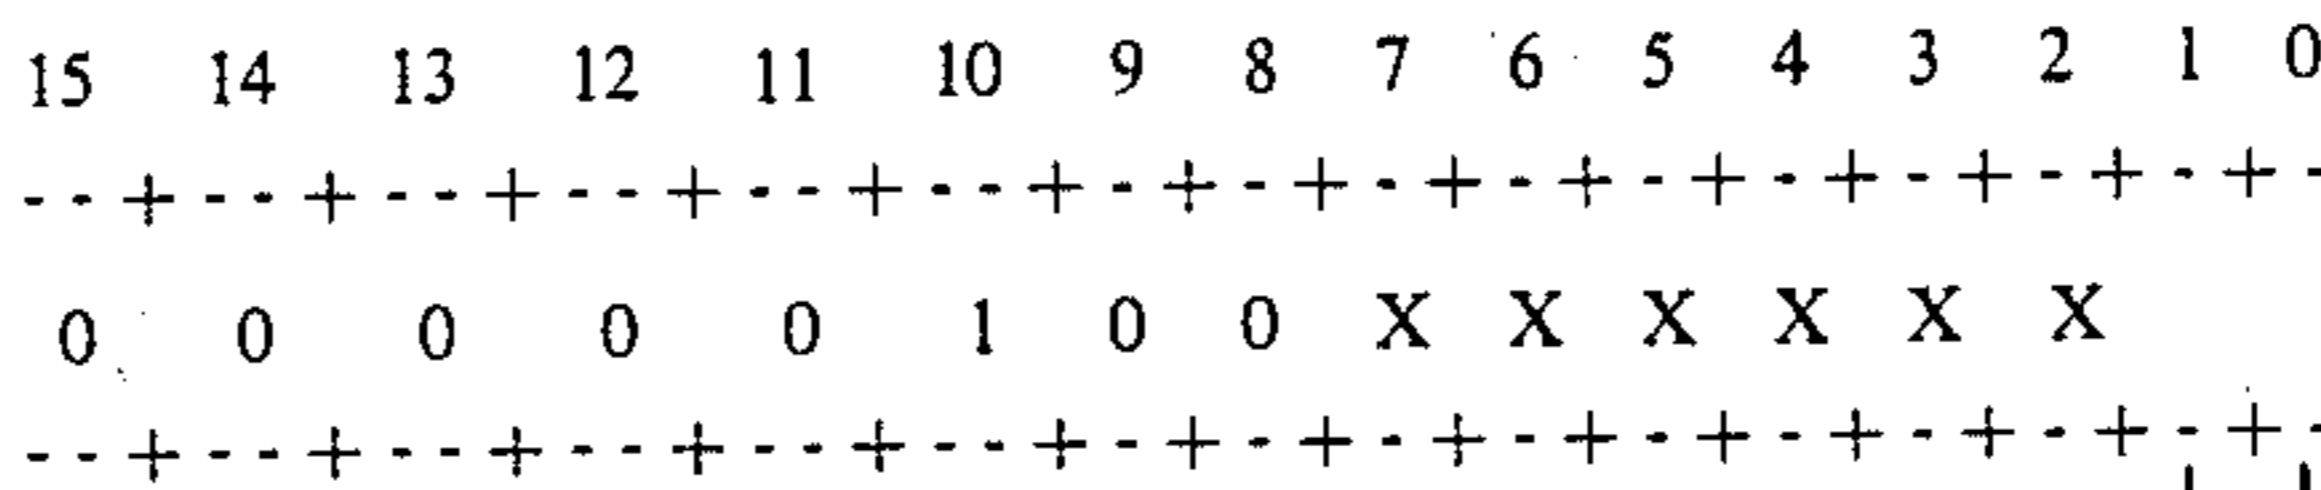 15 14 13 12 11 10 9 8 7 6 5 4 3 2 1 0
--+--+--+--+--+--+-+-+-+-+-+-+-+-+-+-
0 0 0 0 0 1 0 0 X X X X X X
--+--+--+--+--+--+-+-+-+-+-+-+-+-+-+-